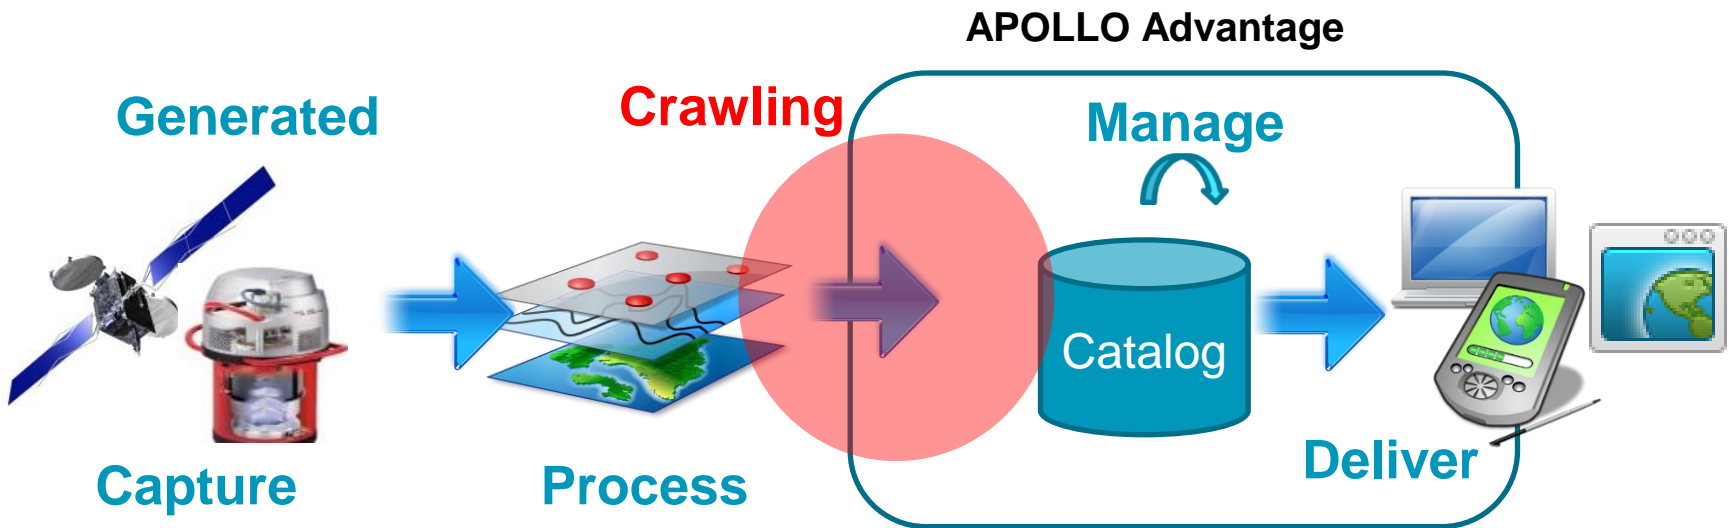 APOLLO Advantage
Generated
Crawling
Manage
Catalog
Capture
Process
Deliver